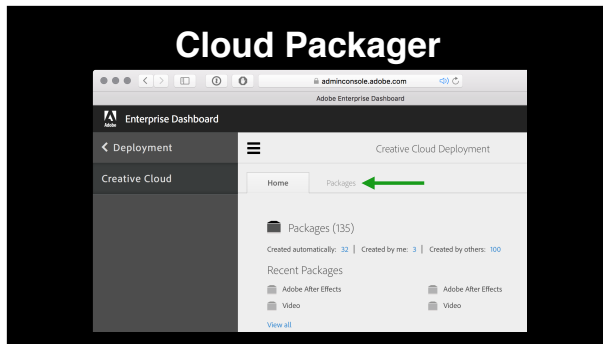 Cloud Packager
adminconsole.adobe.com
Adobe Enterprise Dashboard
Adobe
Enterprise Dashboard
Deployment
Creative Cloud Deployment
Creative Cloud
Home Packages
Packages (135)
Created automatically: 32 | Created by me: 3 | Created by others: 100
Recent Packages
Adobe After Effects Adobe After Effects
Video Video
View all